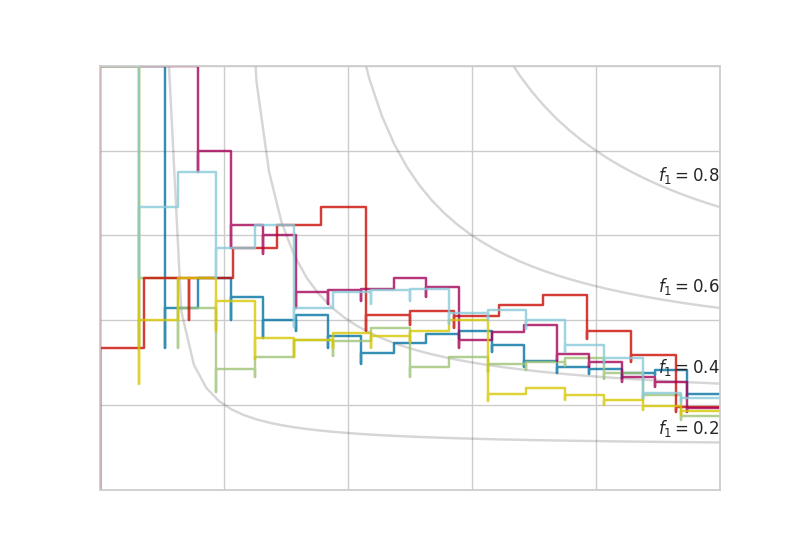 f₁ = 0.8
f₁ = 0.6
f₁ = 0.4
f₁ = 0.2